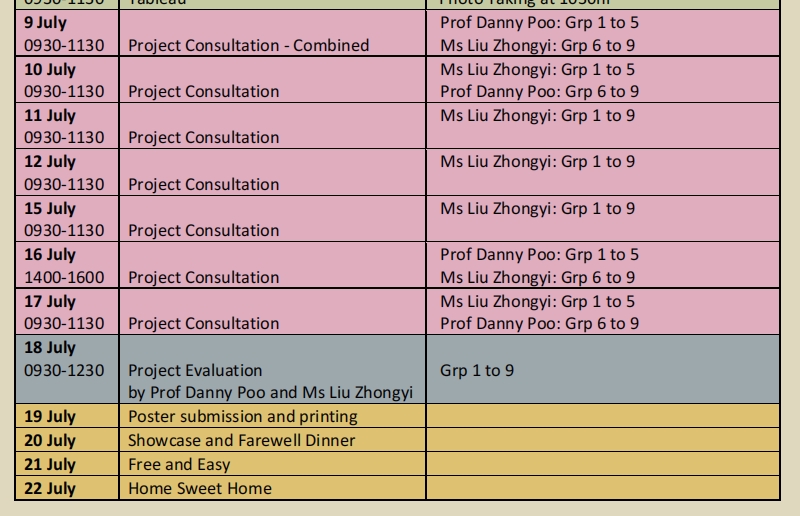 0930-1130 Tableau Photo Taking at 1030hr
9 July Prof Danny Poo: Grp 1 to 5
0930-1130 Project Consultation - Combined Ms Liu Zhongyi: Grp 6 to 9
10 July Ms Liu Zhongyi: Grp 1 to 5
0930-1130 Project Consultation Prof Danny Poo: Grp 6 to 9
11 July Ms Liu Zhongyi: Grp 1 to 9
0930-1130 Project Consultation
12 July Ms Liu Zhongyi: Grp 1 to 9
0930-1130 Project Consultation
15 July Ms Liu Zhongyi: Grp 1 to 9
0930-1130 Project Consultation
16 July Prof Danny Poo: Grp 1 to 5
1400-1600 Project Consultation Ms Liu Zhongyi: Grp 6 to 9
17 July Ms Liu Zhongyi: Grp 1 to 5
0930-1130 Project Consultation Prof Danny Poo: Grp 6 to 9
18 July
0930-1230 Project Evaluation Grp 1 to 9
by Prof Danny Poo and Ms Liu Zhongyi
19 July Poster submission and printing
20 July Showcase and Farewell Dinner
21 July Free and Easy
22 July Home Sweet Home